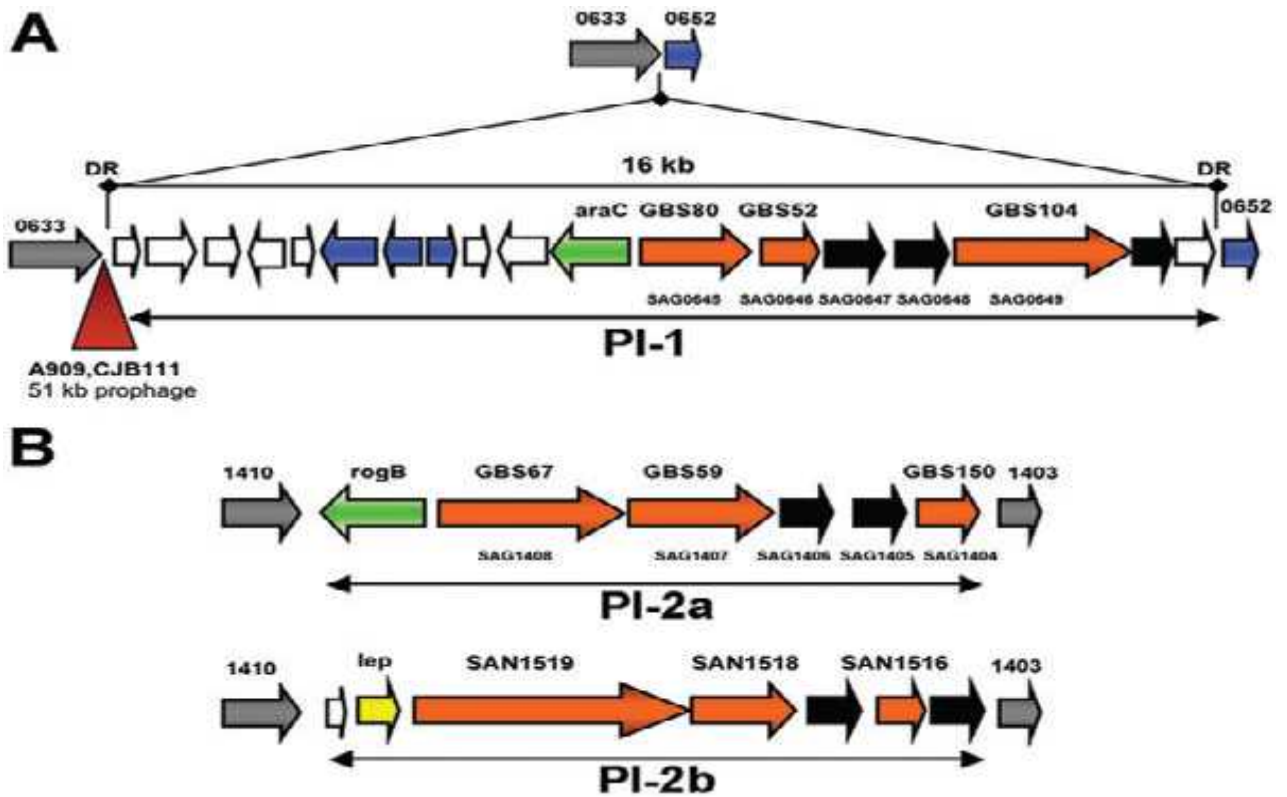 A
0633 0652
DR 16 kb DR
0633 araC GBS80 GBS52 GBS104 0652
SAG0645 SAG0646 SAG0647 SAG0648 SAG0649
PI-1
A909,CJB111
51 kb prophage
B
1410 rogB GBS67 GBS59 GBS150 1403
SAG1408 SAG1407 SAG1406 SAG1405 SAG1404
PI-2a
1410 lep SAN1519 SAN1518 SAN1516 1403
PI-2b